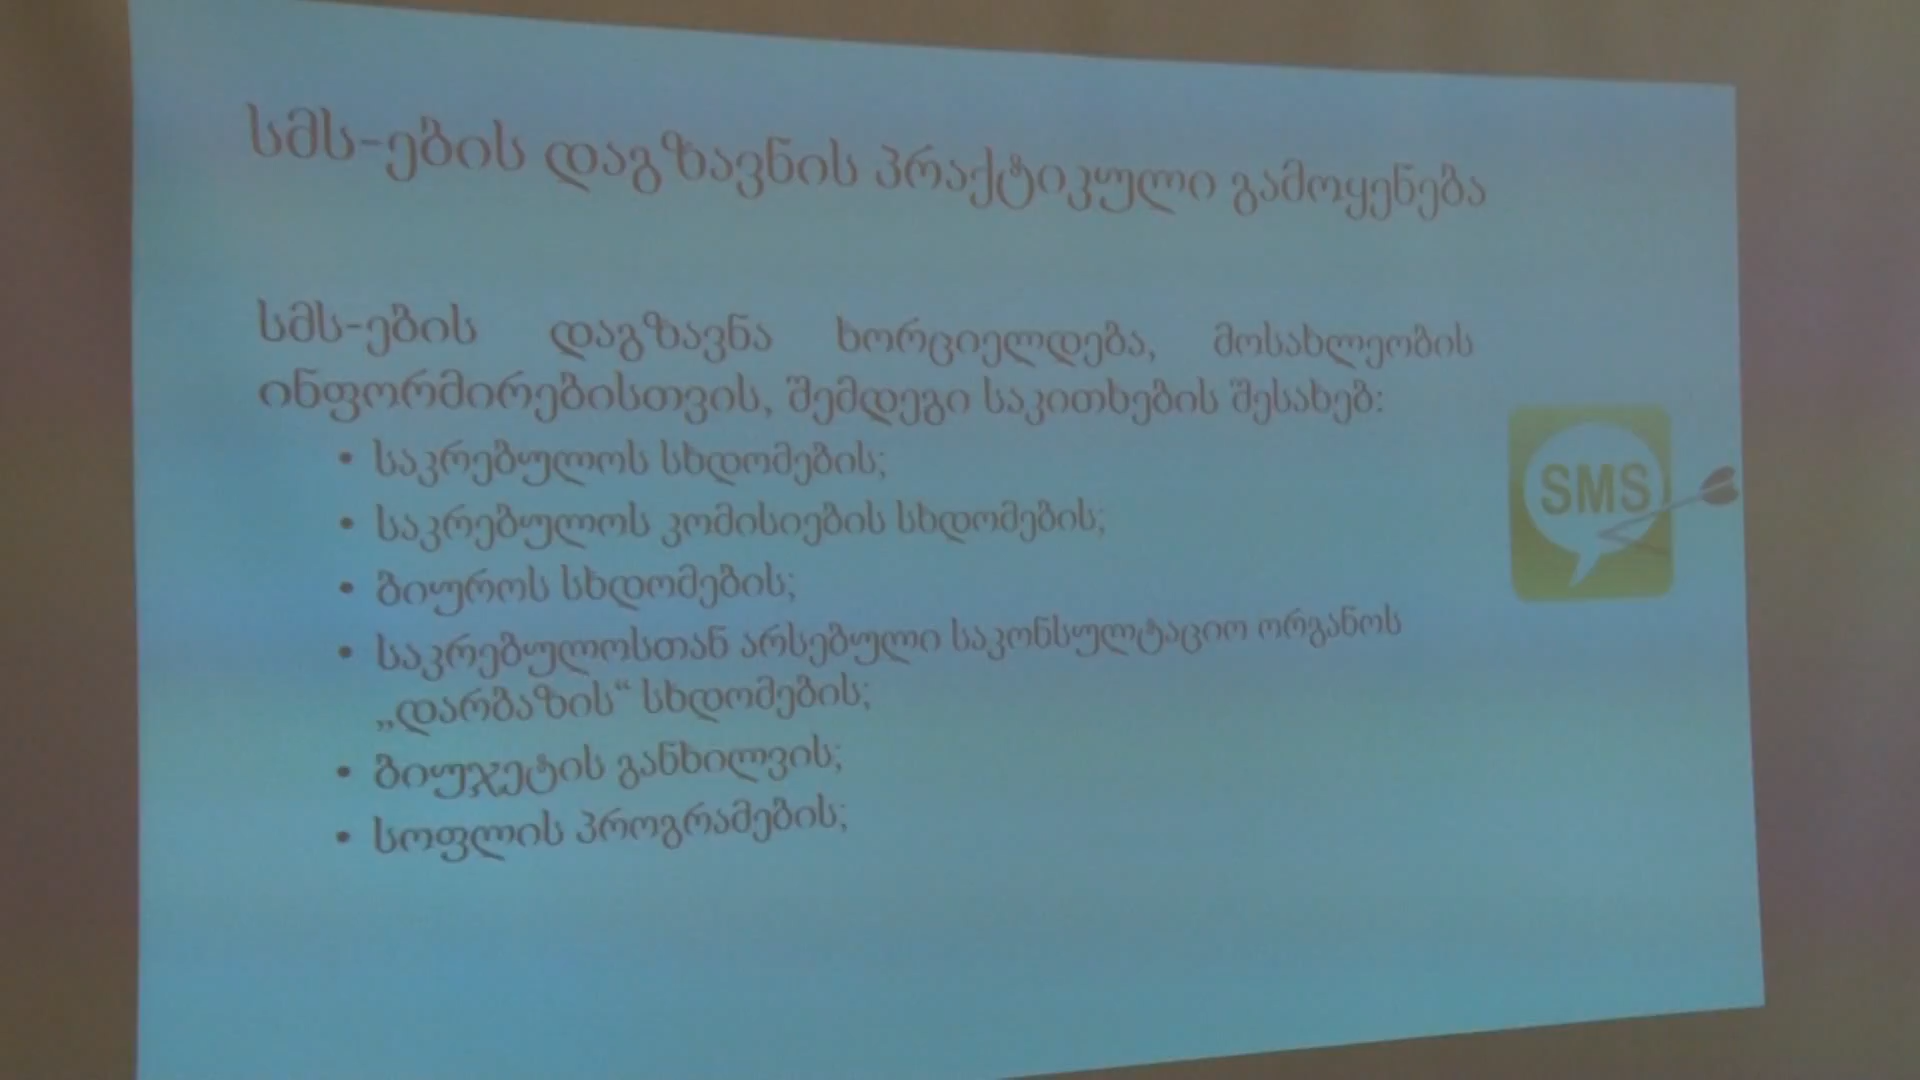 სმს-ების დაგზავნის პრაქტიკული გამოყენება
სმს-ების დაგზავნა ხორციელდება, მოსახლეობის
ინფორმირებისთვის, შემდეგი საკითხების შესახებ:
• საკრებულოს სხდომების;
• საკრებულოს კომისიების სხდომების;
• ბიუროს სხდომების;
• საკრებულოსთან არსებული საკონსულტაციო ორგანოს
„დარბაზის“ სხდომების;
• ბიუჯეტის განხილვის;
• სოფლის პროგრამების;
SMS